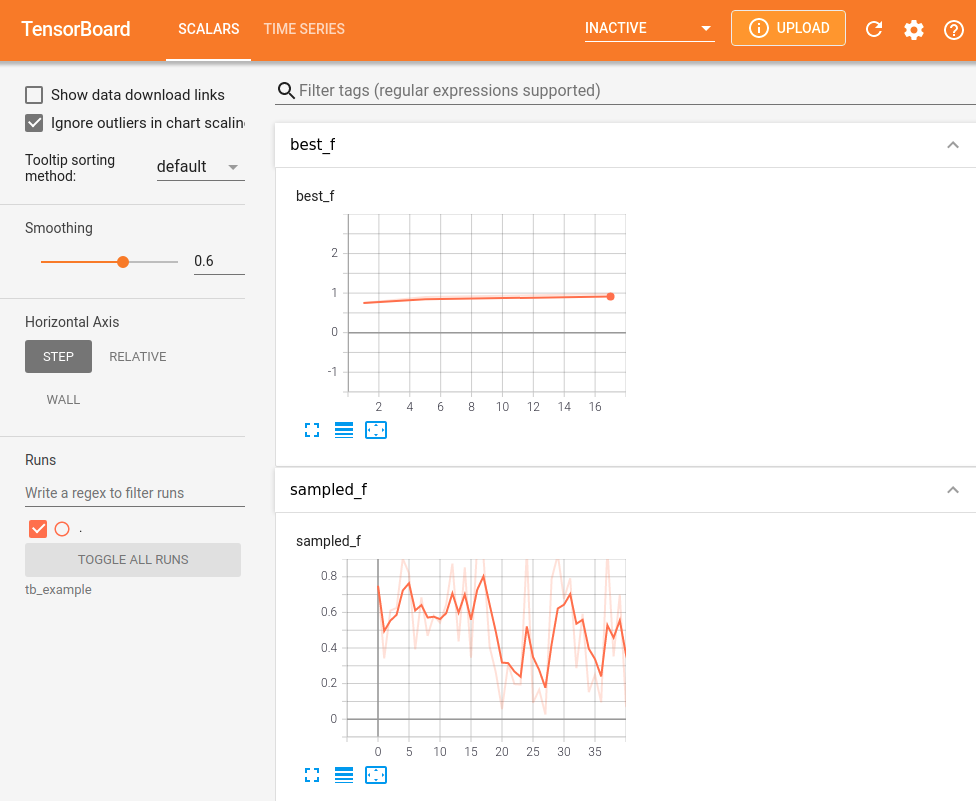 TensorBoard
SCALARS
TIME SERIES
INACTIVE
UPLOAD
Show data download links
Ignore outliers in chart scalin
Tooltip sorting
method:
default
Smoothing
0.6
Horizontal Axis
STEP
RELATIVE
WALL
Runs
Write a regex to filter runs
.
TOGGLE ALL RUNS
tb_example
Filter tags (regular expressions supported)
best_f
best_f
2
1
0
-1
2 4 6 8 10 12 14 16
sampled_f
sampled_f
0.8
0.6
0.4
0.2
0
0 5 10 15 20 25 30 35